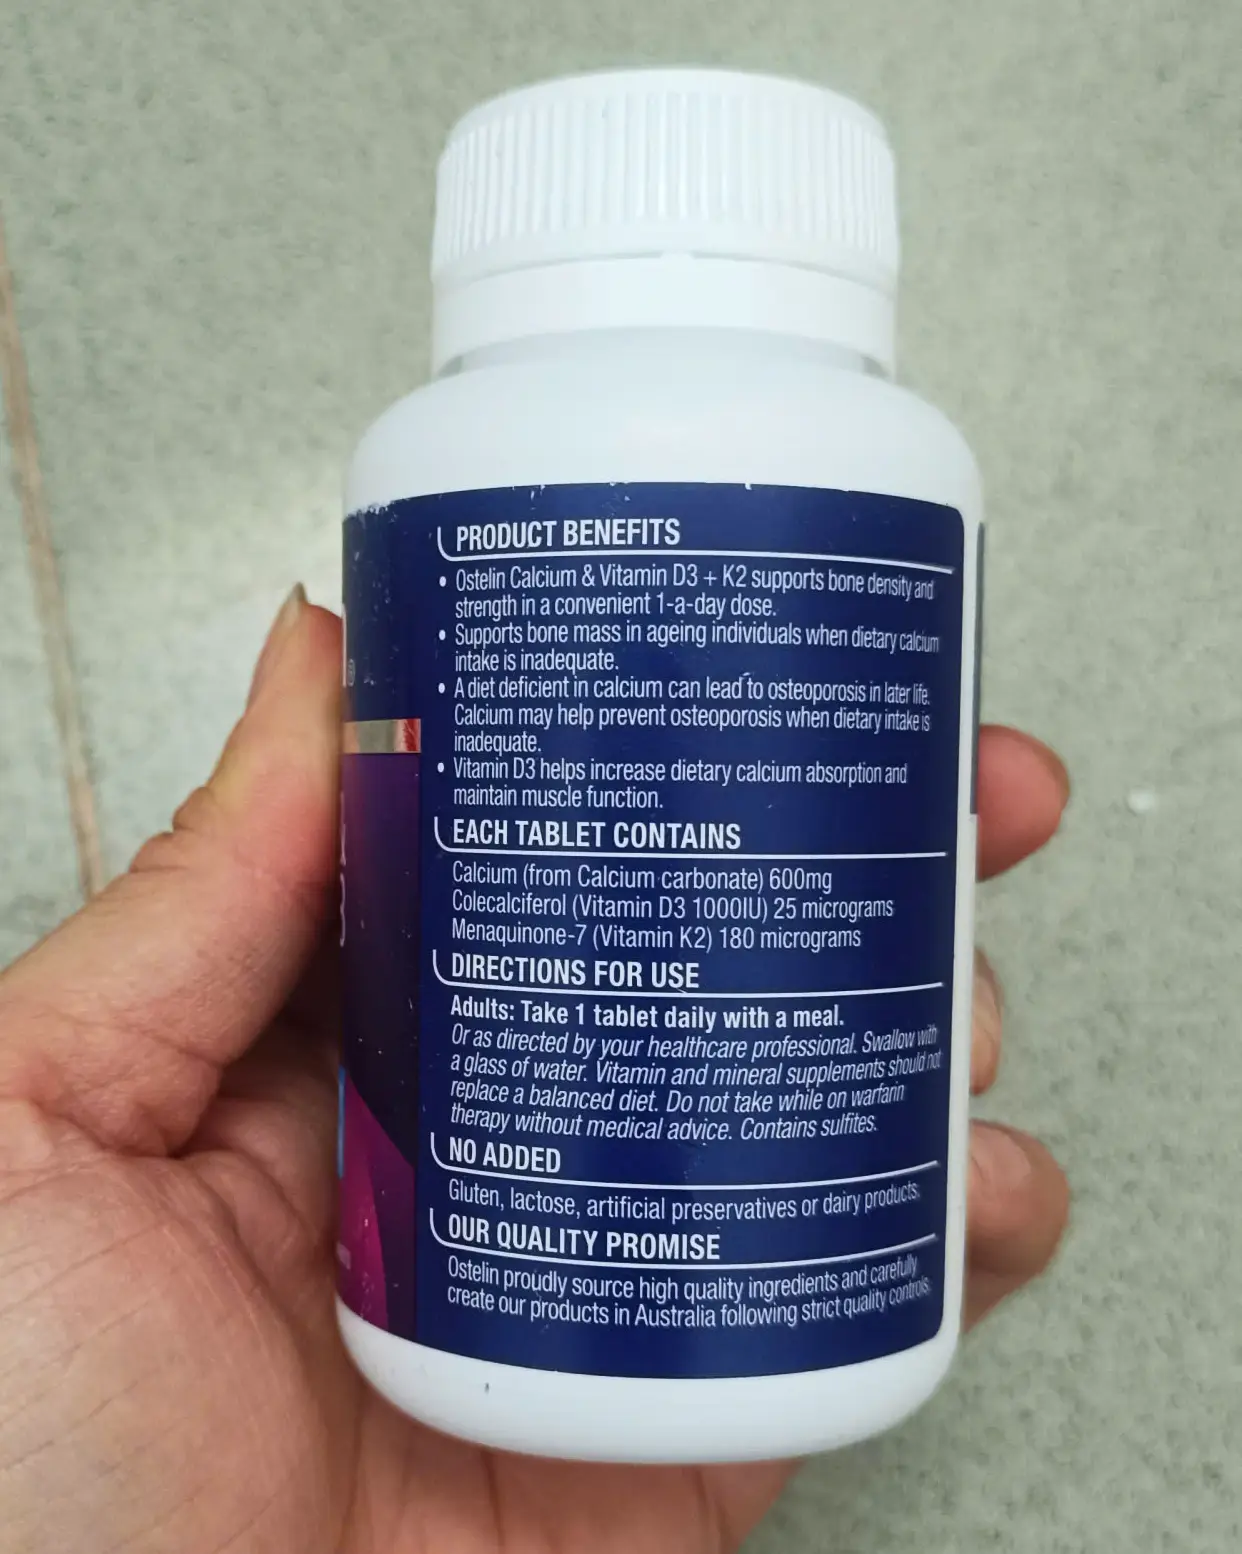 PRODUCT BENEFITS
• Ostelin Calcium & Vitamin D3 + K2 supports bone density and
strength in a convenient 1-a-day dose.
• Supports bone mass in ageing individuals when dietary calcium
intake is inadequate.
• A diet deficient in calcium can lead to osteoporosis in later life.
Calcium may help prevent osteoporosis when dietary intake is
inadequate.
• Vitamin D3 helps increase dietary calcium absorption and
maintain muscle function.
EACH TABLET CONTAINS
Calcium (from Calcium carbonate) 600mg
Colecalciferol (Vitamin D3 1000IU) 25 micrograms
Menaquinone-7 (Vitamin K2) 180 micrograms
DIRECTIONS FOR USE
Adults: Take 1 tablet daily with a meal.
Or as directed by your healthcare professional. Swallow with
a glass of water. Vitamin and mineral supplements should not
replace a balanced diet. Do not take while on warfarin
therapy without medical advice. Contains sulfites.
NO ADDED
Gluten, lactose, artificial preservatives or dairy products.
OUR QUALITY PROMISE
Ostelin proudly source high quality ingredients and carefully
create our products in Australia following strict quality controls.